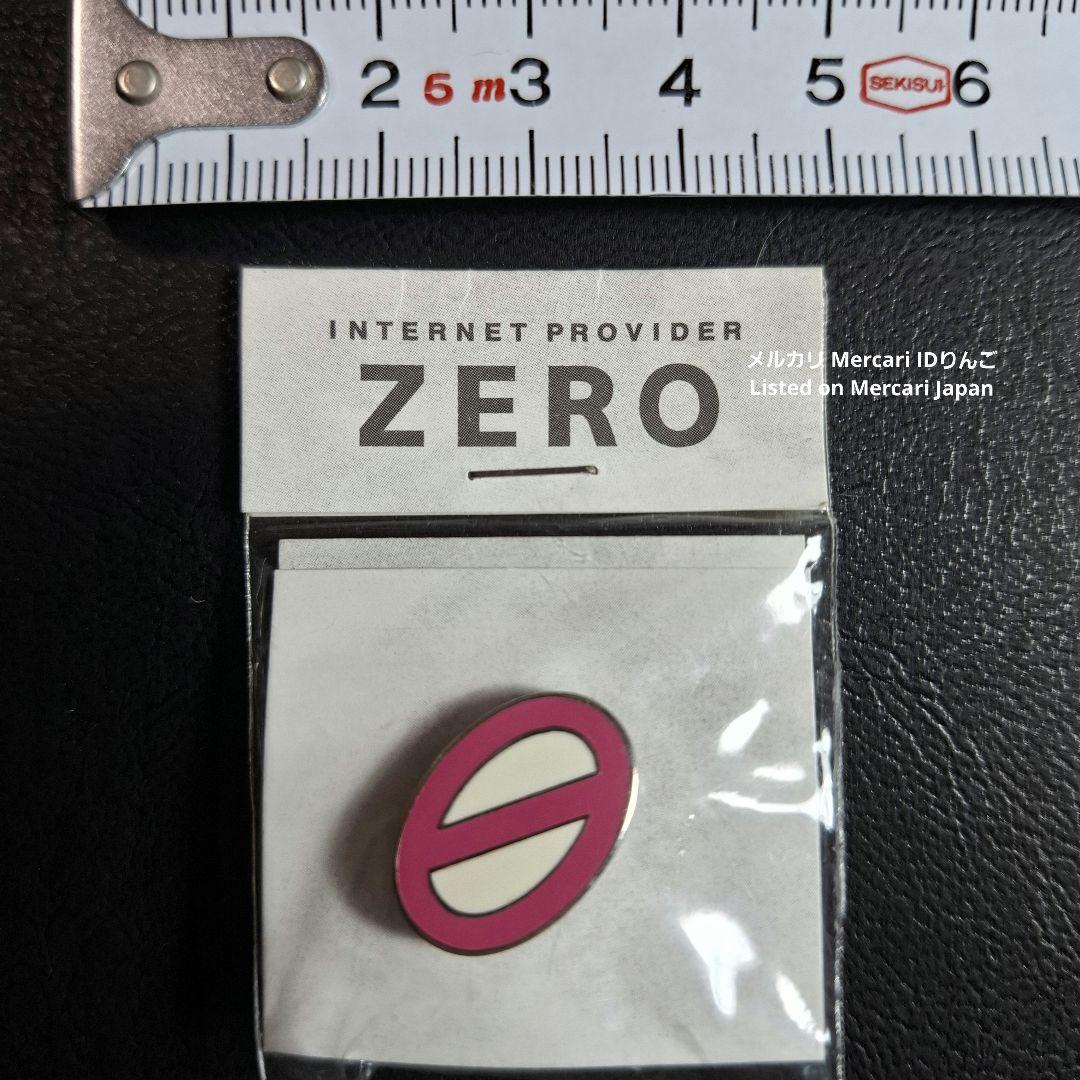 2 5 m 3 4 5 SEKISUI 6
INTERNET PROVIDER
ZERO
メルカリ Mercari IDりんご
Listed on Mercari Japan